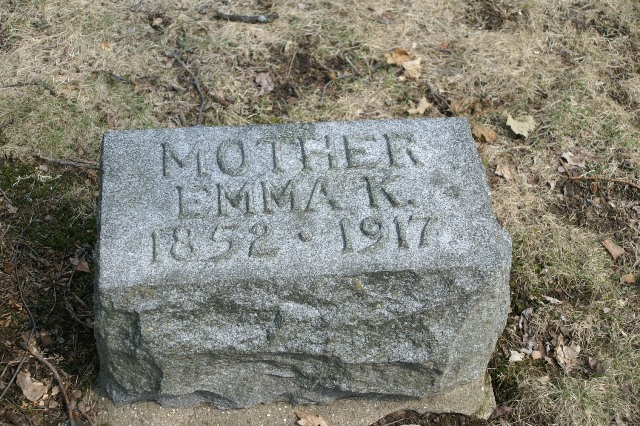 MOTHER
EMMA K.
1852 · 1917